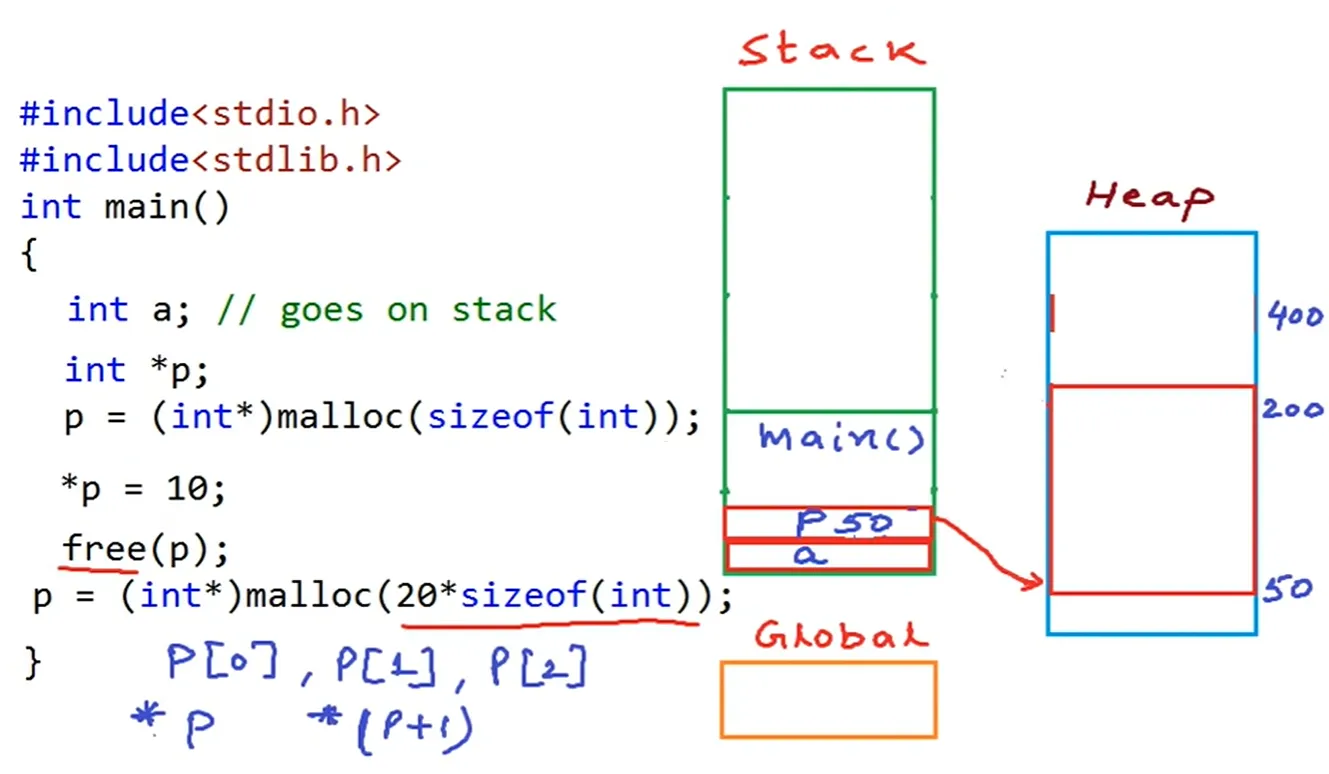 #include<stdio.h>
#include<stdlib.h>
int main()
{
int a; // goes on stack
int *p;
p = (int*)malloc(sizeof(int));
*p = 10;
free(p);
p = (int*)malloc(20*sizeof(int));
}
P[0], P[1], P[2]
*P *(P+1)
Stack
main()
P 50
a
Global
Heap
400
200
50